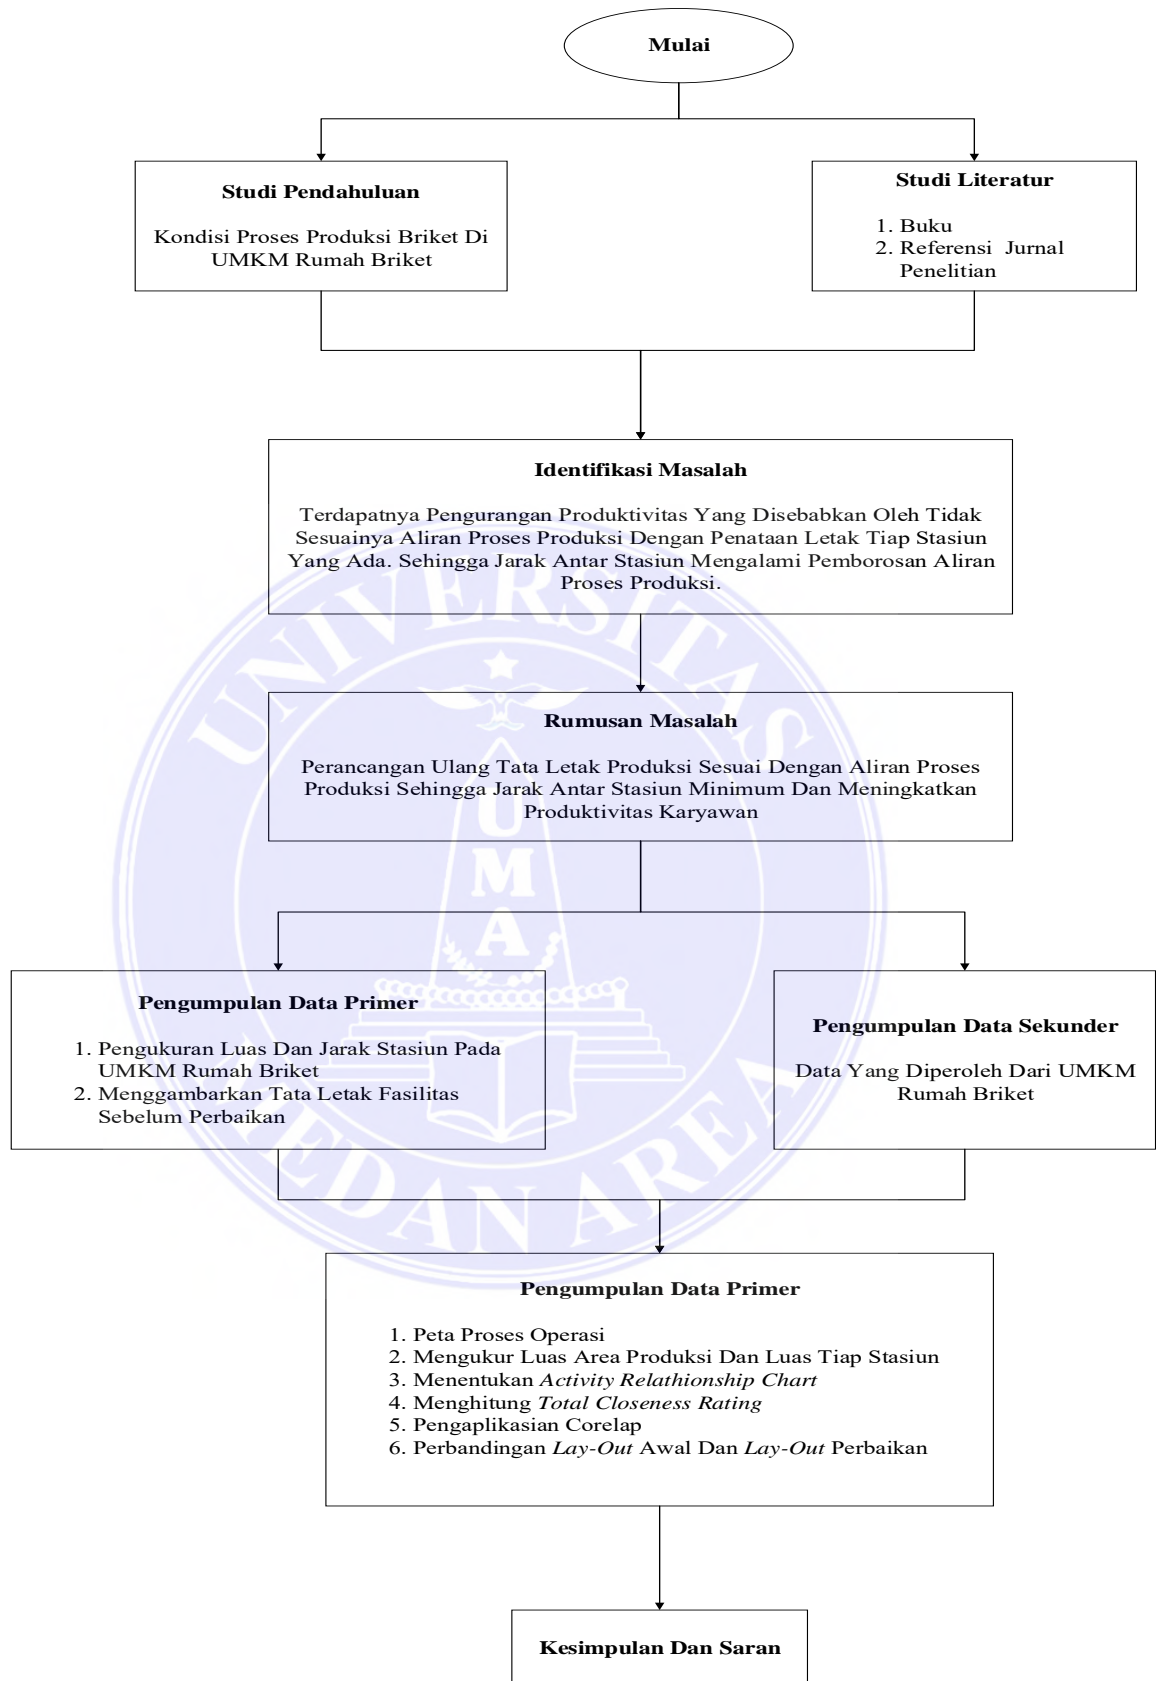 Mulai
Studi Pendahuluan
Kondisi Proses Produksi Briket Di
UMKM Rumah Briket
Studi Literatur
1. Buku
2. Referensi Jurnal
Penelitian
Identifikasi Masalah
Terdapatnya Pengurangan Produktivitas Yang Disebabkan Oleh Tidak
Sesuainya Aliran Proses Produksi Dengan Penataan Letak Tiap Stasiun
Yang Ada. Sehingga Jarak Antar Stasiun Mengalami Pemborosan Aliran
Proses Produksi.
Rumusan Masalah
Perancangan Ulang Tata Letak Produksi Sesuai Dengan Aliran Proses
Produksi Sehingga Jarak Antar Stasiun Minimum Dan Meningkatkan
Produktivitas Karyawan
Pengumpulan Data Primer
1. Pengukuran Luas Dan Jarak Stasiun Pada
UMKM Rumah Briket
2. Menggambarkan Tata Letak Fasilitas
Sebelum Perbaikan
Pengumpulan Data Sekunder
Data Yang Diperoleh Dari UMKM
Rumah Briket
Pengumpulan Data Primer
1. Peta Proses Operasi
2. Mengukur Luas Area Produksi Dan Luas Tiap Stasiun
3. Menentukan Activity Relathionship Chart
4. Menghitung Total Closeness Rating
5. Pengaplikasian Corelap
6. Perbandingan Lay-Out Awal Dan Lay-Out Perbaikan
Kesimpulan Dan Saran
UNIVERSITAS
MEDAN AREA
UMA